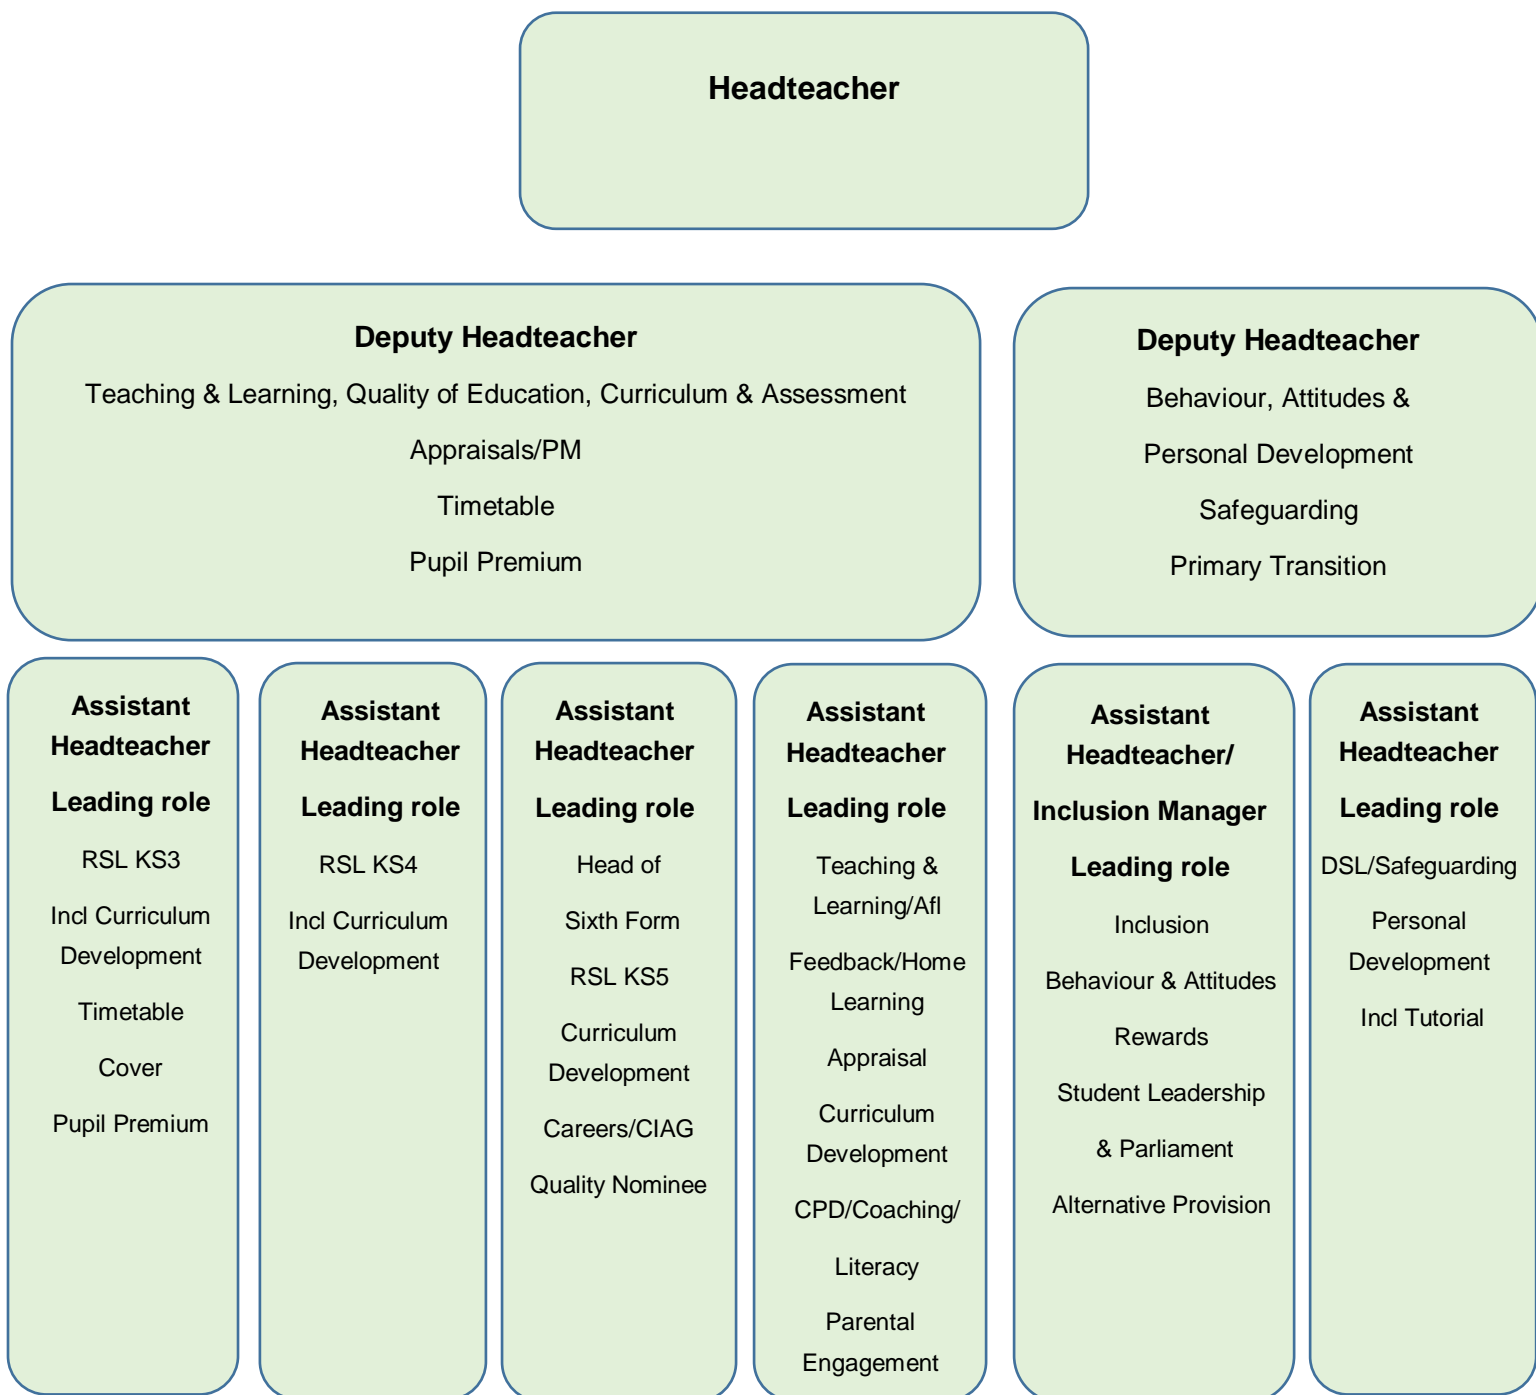 Headteacher
Deputy Headteacher
Teaching & Learning, Quality of Education, Curriculum & Assessment
Appraisals/PM
Timetable
Pupil Premium
Deputy Headteacher
Behaviour, Attitudes &
Personal Development
Safeguarding
Primary Transition
Assistant
Headteacher
Leading role
RSL KS3
Incl Curriculum
Development
Timetable
Cover
Pupil Premium
Assistant
Headteacher
Leading role
RSL KS4
Incl Curriculum
Development
Assistant
Headteacher
Leading role
Head of
Sixth Form
RSL KS5
Curriculum
Development
Careers/CIAG
Quality Nominee
Assistant
Headteacher
Leading role
Teaching &
Learning/Afl
Feedback/Home
Learning
Appraisal
Curriculum
Development
CPD/Coaching/
Literacy
Parental
Engagement
Assistant
Headteacher/
Inclusion Manager
Leading role
Inclusion
Behaviour & Attitudes
Rewards
Student Leadership
& Parliament
Alternative Provision
Assistant
Headteacher
Leading role
DSL/Safeguarding
Personal
Development
Incl Tutorial